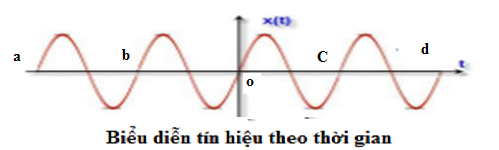 x(t)
a b C d
o t
Biểu diễn tín hiệu theo thời gian